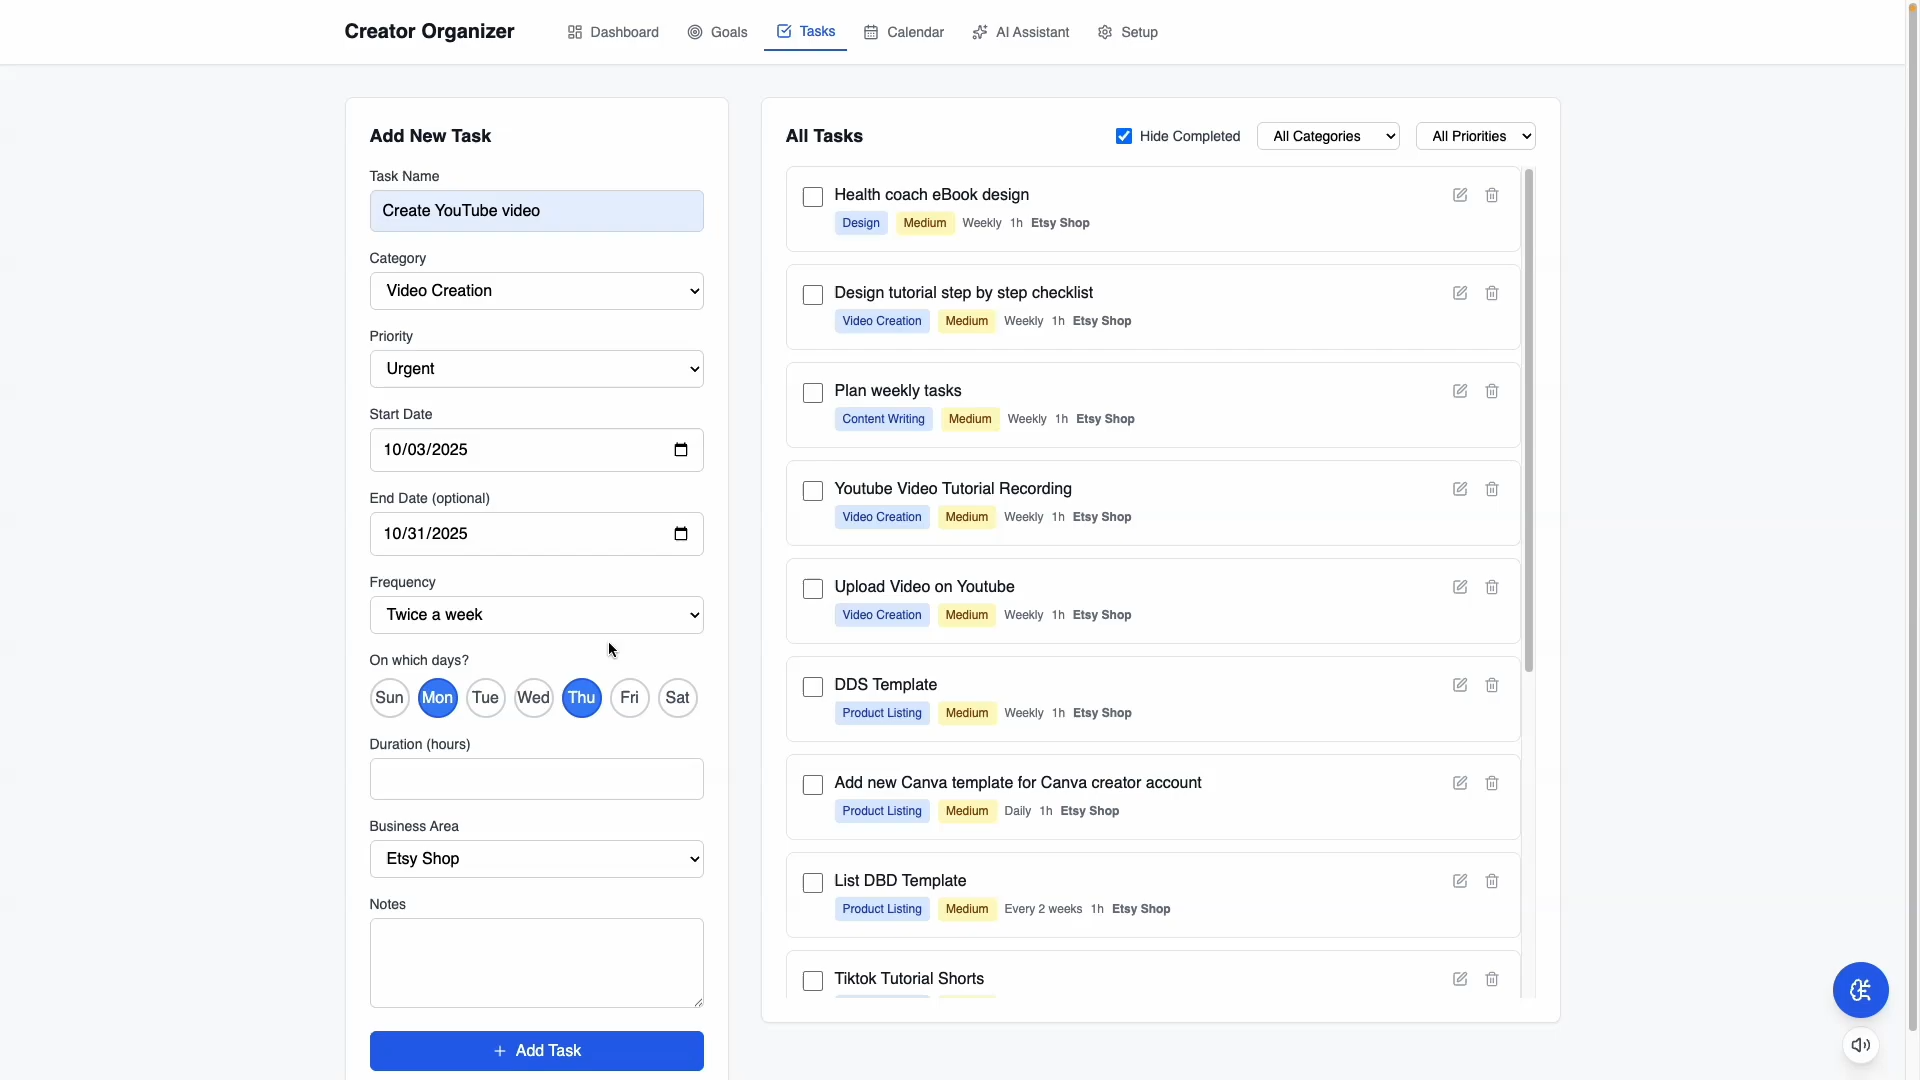 Creator Organizer
Dashboard
Goals
Tasks
Calendar
AI Assistant
Setup
Add New Task
Task Name
Create YouTube video
Category
Video Creation
Priority
Urgent
Start Date
10/03/2025
End Date (optional)
10/31/2025
Frequency
Twice a week
On which days?
Sun Mon Tue Wed Thu Fri Sat
Duration (hours)
Business Area
Etsy Shop
Notes
+ Add Task
All Tasks
Hide Completed
All Categories
All Priorities
Health coach eBook design
Design Medium Weekly 1h Etsy Shop
Design tutorial step by step checklist
Video Creation Medium Weekly 1h Etsy Shop
Plan weekly tasks
Content Writing Medium Weekly 1h Etsy Shop
Youtube Video Tutorial Recording
Video Creation Medium Weekly 1h Etsy Shop
Upload Video on Youtube
Video Creation Medium Weekly 1h Etsy Shop
DDS Template
Product Listing Medium Weekly 1h Etsy Shop
Add new Canva template for Canva creator account
Product Listing Medium Daily 1h Etsy Shop
List DBD Template
Product Listing Medium Every 2 weeks 1h Etsy Shop
Tiktok Tutorial Shorts